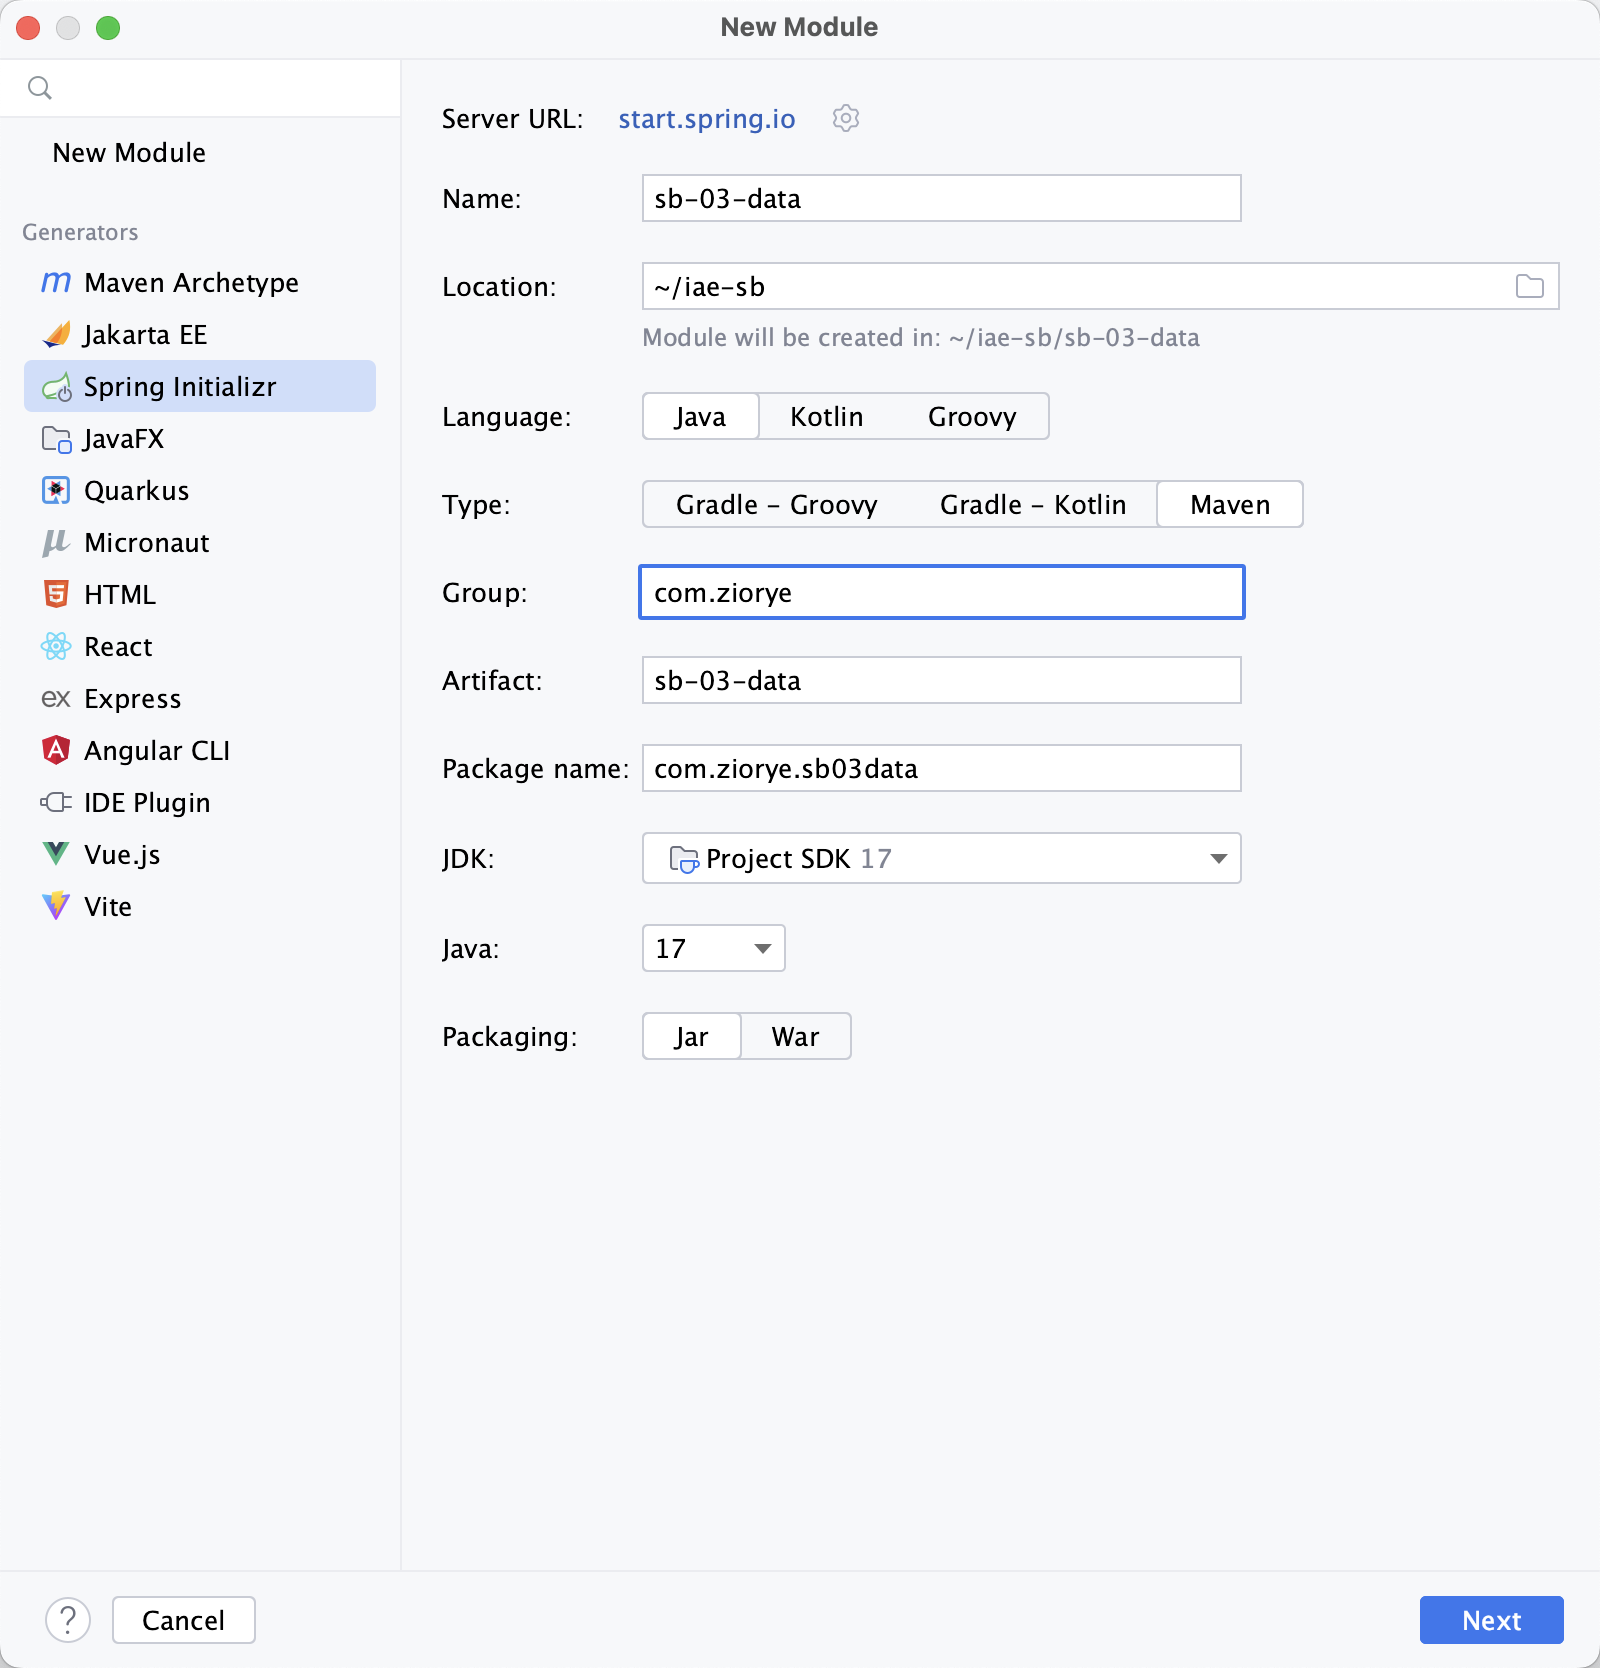 New Module
New Module
Generators
Maven Archetype
Jakarta EE
Spring Initializr
JavaFX
Quarkus
Micronaut
HTML
React
ex Express
Angular CLI
IDE Plugin
Vue.js
Vite
Server URL: start.spring.io
Name: sb-03-data
Location: ~/iae-sb
Module will be created in: ~/iae-sb/sb-03-data
Language: Java Kotlin Groovy
Type: Gradle - Groovy Gradle - Kotlin Maven
Group: com.ziorye
Artifact: sb-03-data
Package name: com.ziorye.sb03data
JDK: Project SDK 17
Java: 17
Packaging: Jar War
? Cancel Next